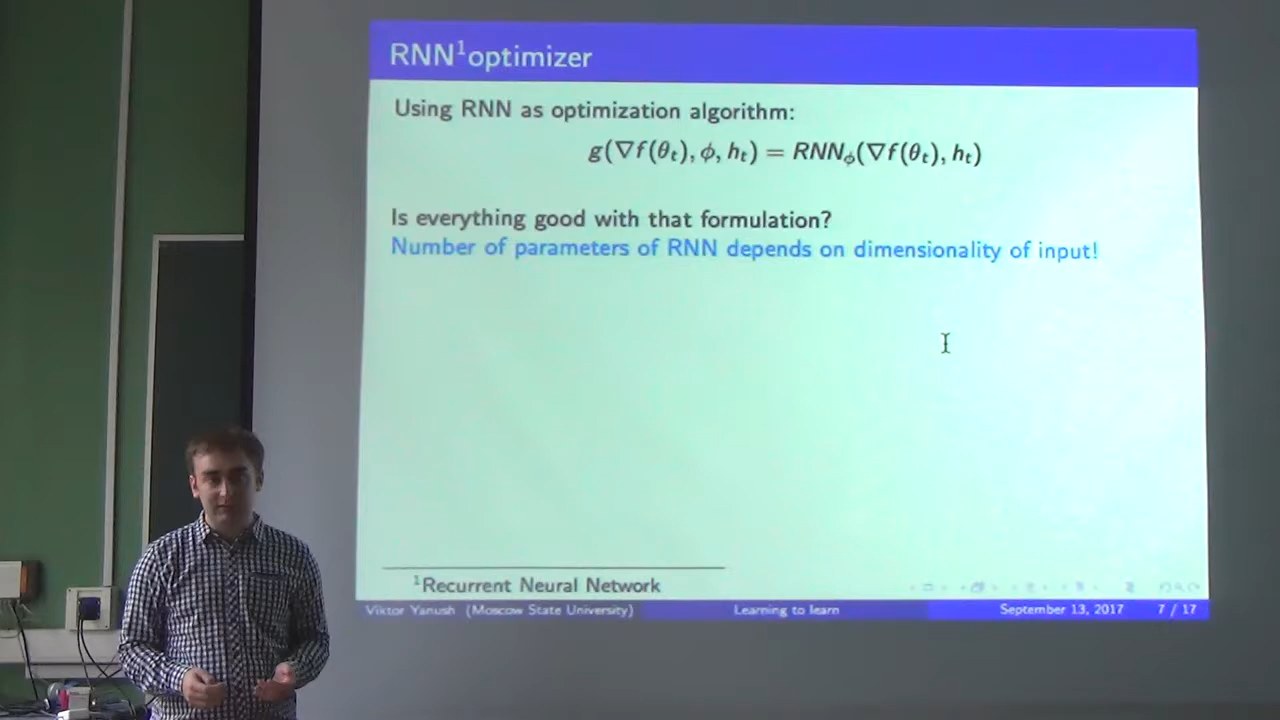 RNN¹optimizer
Using RNN as optimization algorithm:
g(∇f(θₜ), ϕ, hₜ) = RNN_ϕ(∇f(θₜ), hₜ)
Is everything good with that formulation?
Number of parameters of RNN depends on dimensionality of input!
¹Recurrent Neural Network
Viktor Yanush (Moscow State University) Learning to learn September 13, 2017 7 / 17